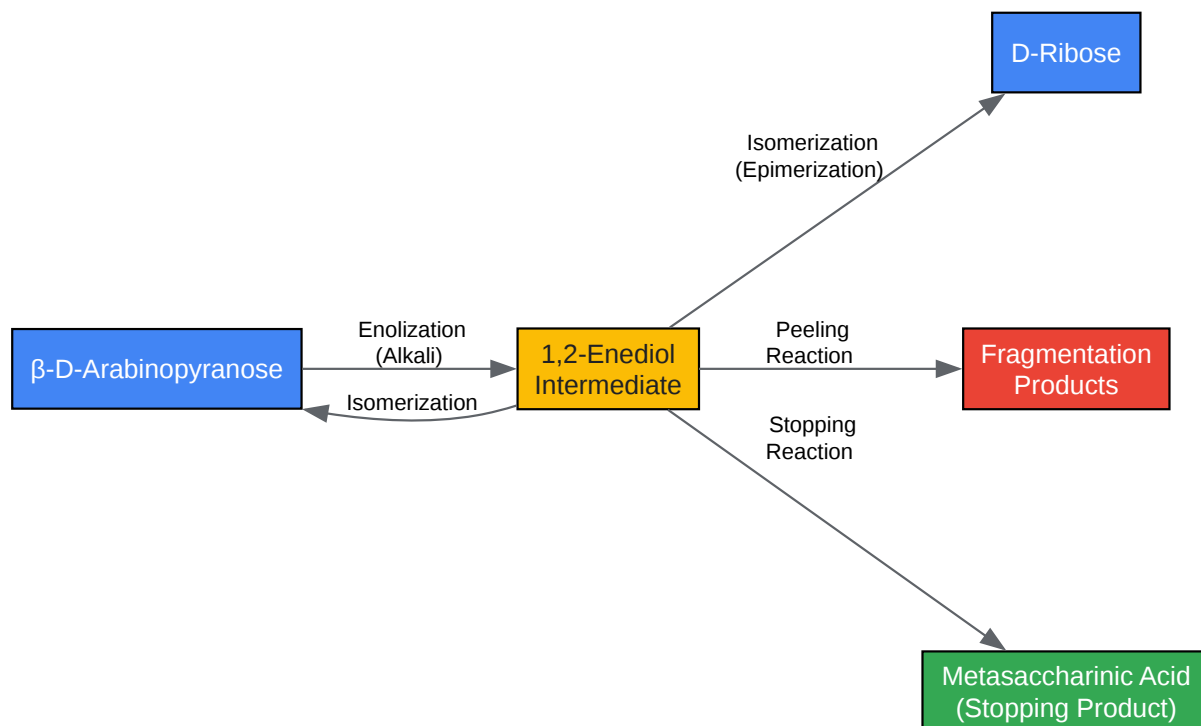 D-Ribose
Isomerization
(Epimerization)
β-D-Arabinopyranose
Enolization
(Alkali)
Isomerization
1,2-Enediol
Intermediate
Peeling
Reaction
Fragmentation
Products
Stopping
Reaction
Metasaccharinic Acid
(Stopping Product)